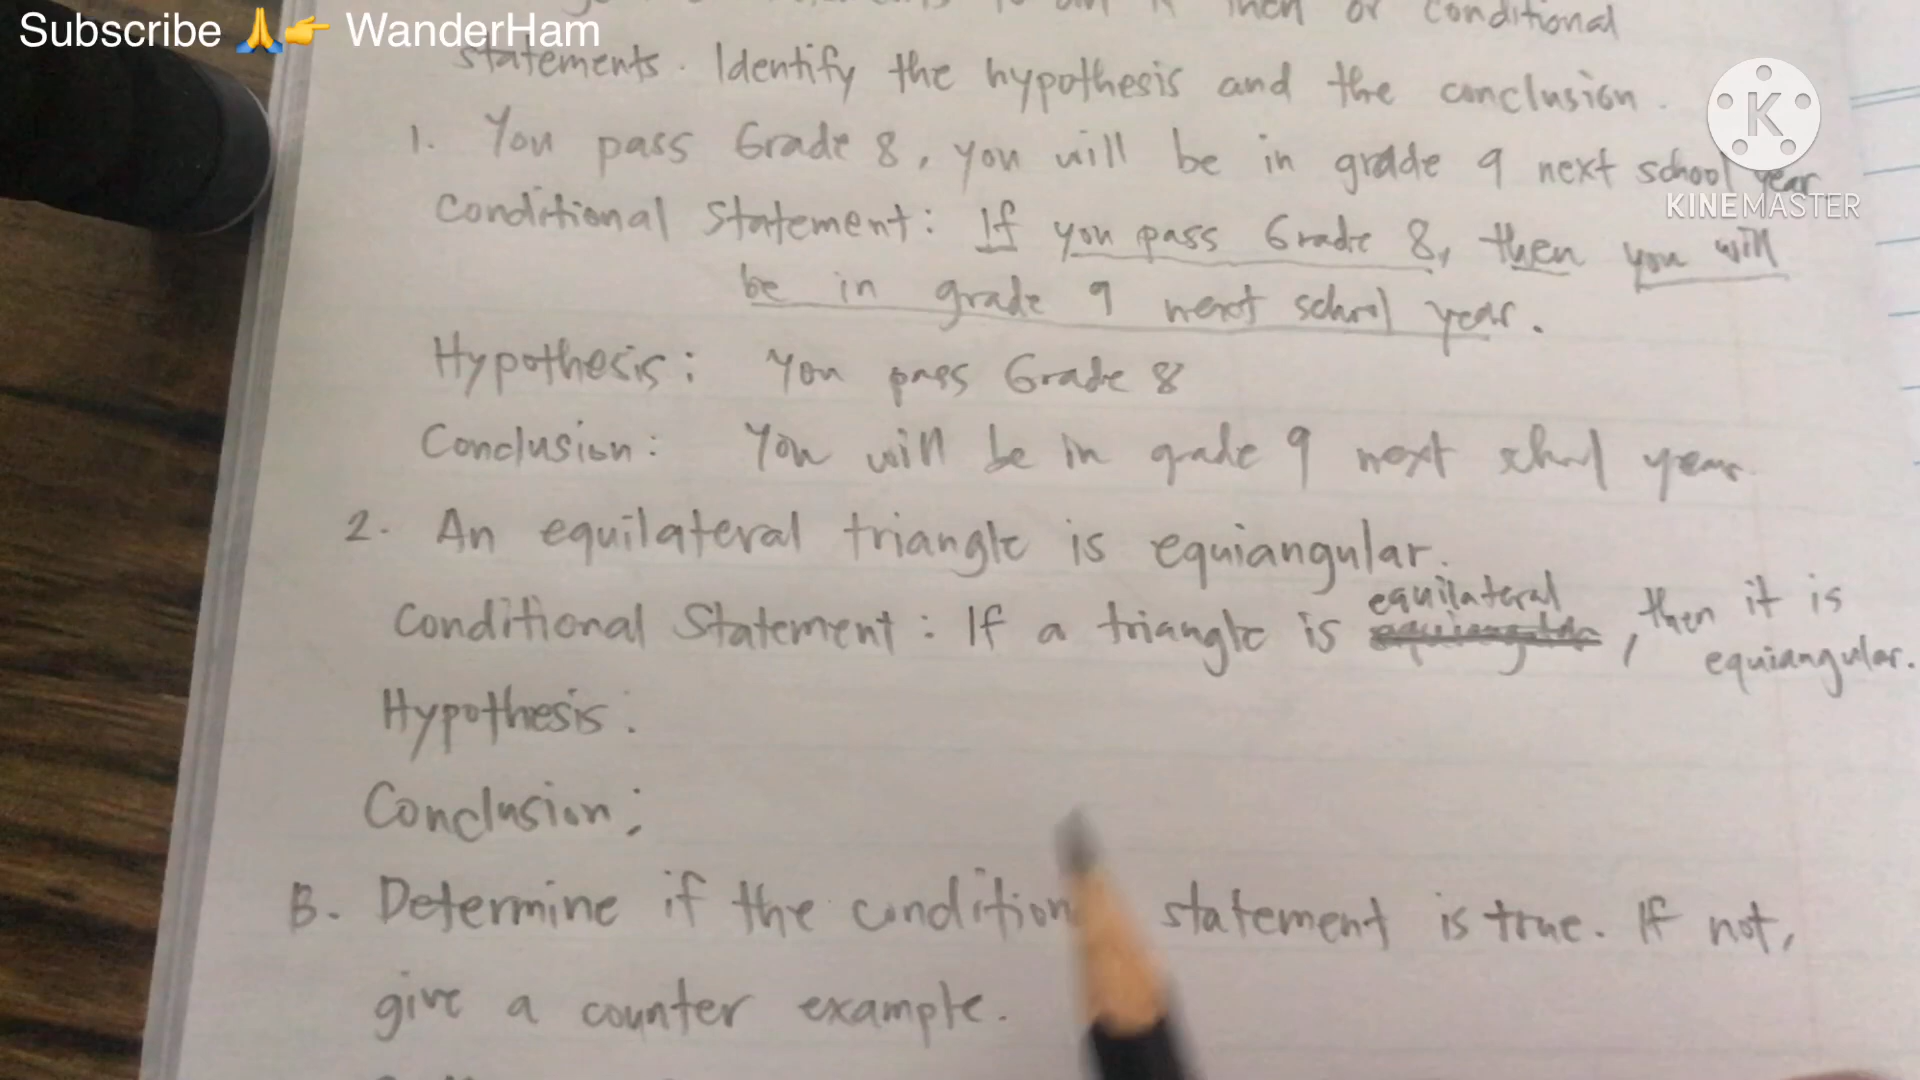 Subscribe 🙏👉 WanderHam
then or conditional
statements. Identify the hypothesis and the conclusion.
1. You pass Grade 8, you will be in grade 9 next school year
Conditional Statement: If you pass Grade 8, then you will
be in grade 9 next school year.
Hypothesis: You pass Grade 8
Conclusion: You will be in grade 9 next school year.
2. An equilateral triangle is equiangular.
Conditional Statement: If a triangle is equilateral, then it is
equiangular.
Hypothesis:
Conclusion:
B. Determine if the condition statement is true. If not,
give a counter example.
K
KINEMASTER